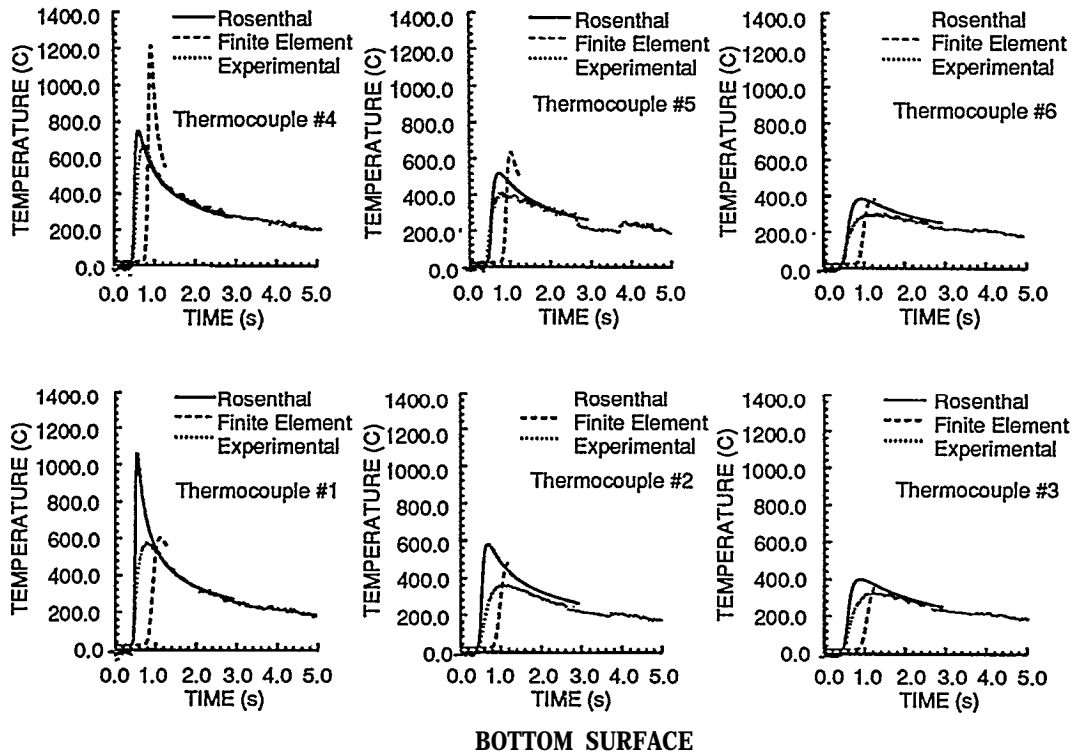 1400.0
1200.0
1000.0
800.0
600.0
400.0
200.0
0.0
TEMPERATURE (C)
Rosenthal
Finite Element
Experimental
Thermocouple #4
0.0 1.0 2.0 3.0 4.0 5.0
TIME (s)
1400.0
1200.0
1000.0
800.0
600.0
400.0
200.0
0.0
TEMPERATURE (C)
Rosenthal
Finite Element
Experimental
Thermocouple #5
0.0 1.0 2.0 3.0 4.0 5.0
TIME (s)
1400.0
1200.0
1000.0
800.0
600.0
400.0
200.0
0.0
TEMPERATURE (C)
Rosenthal
Finite Element
Experimental
Thermocouple #6
0.0 1.0 2.0 3.0 4.0 5.0
TIME (s)
1400.0
1200.0
1000.0
800.0
600.0
400.0
200.0
0.0
TEMPERATURE (C)
Rosenthal
Finite Element
Experimental
Thermocouple #1
0.0 1.0 2.0 3.0 4.0 5.0
TIME (s)
1400.0
1200.0
1000.0
800.0
600.0
400.0
200.0
0.0
TEMPERATURE (C)
Rosenthal
Finite Element
Experimental
Thermocouple #2
0.0 1.0 2.0 3.0 4.0 5.0
TIME (s)
1400.0
1200.0
1000.0
800.0
600.0
400.0
200.0
0.0
TEMPERATURE (C)
Rosenthal
Finite Element
Experimental
Thermocouple #3
0.0 1.0 2.0 3.0 4.0 5.0
TIME (s)
BOTTOM SURFACE